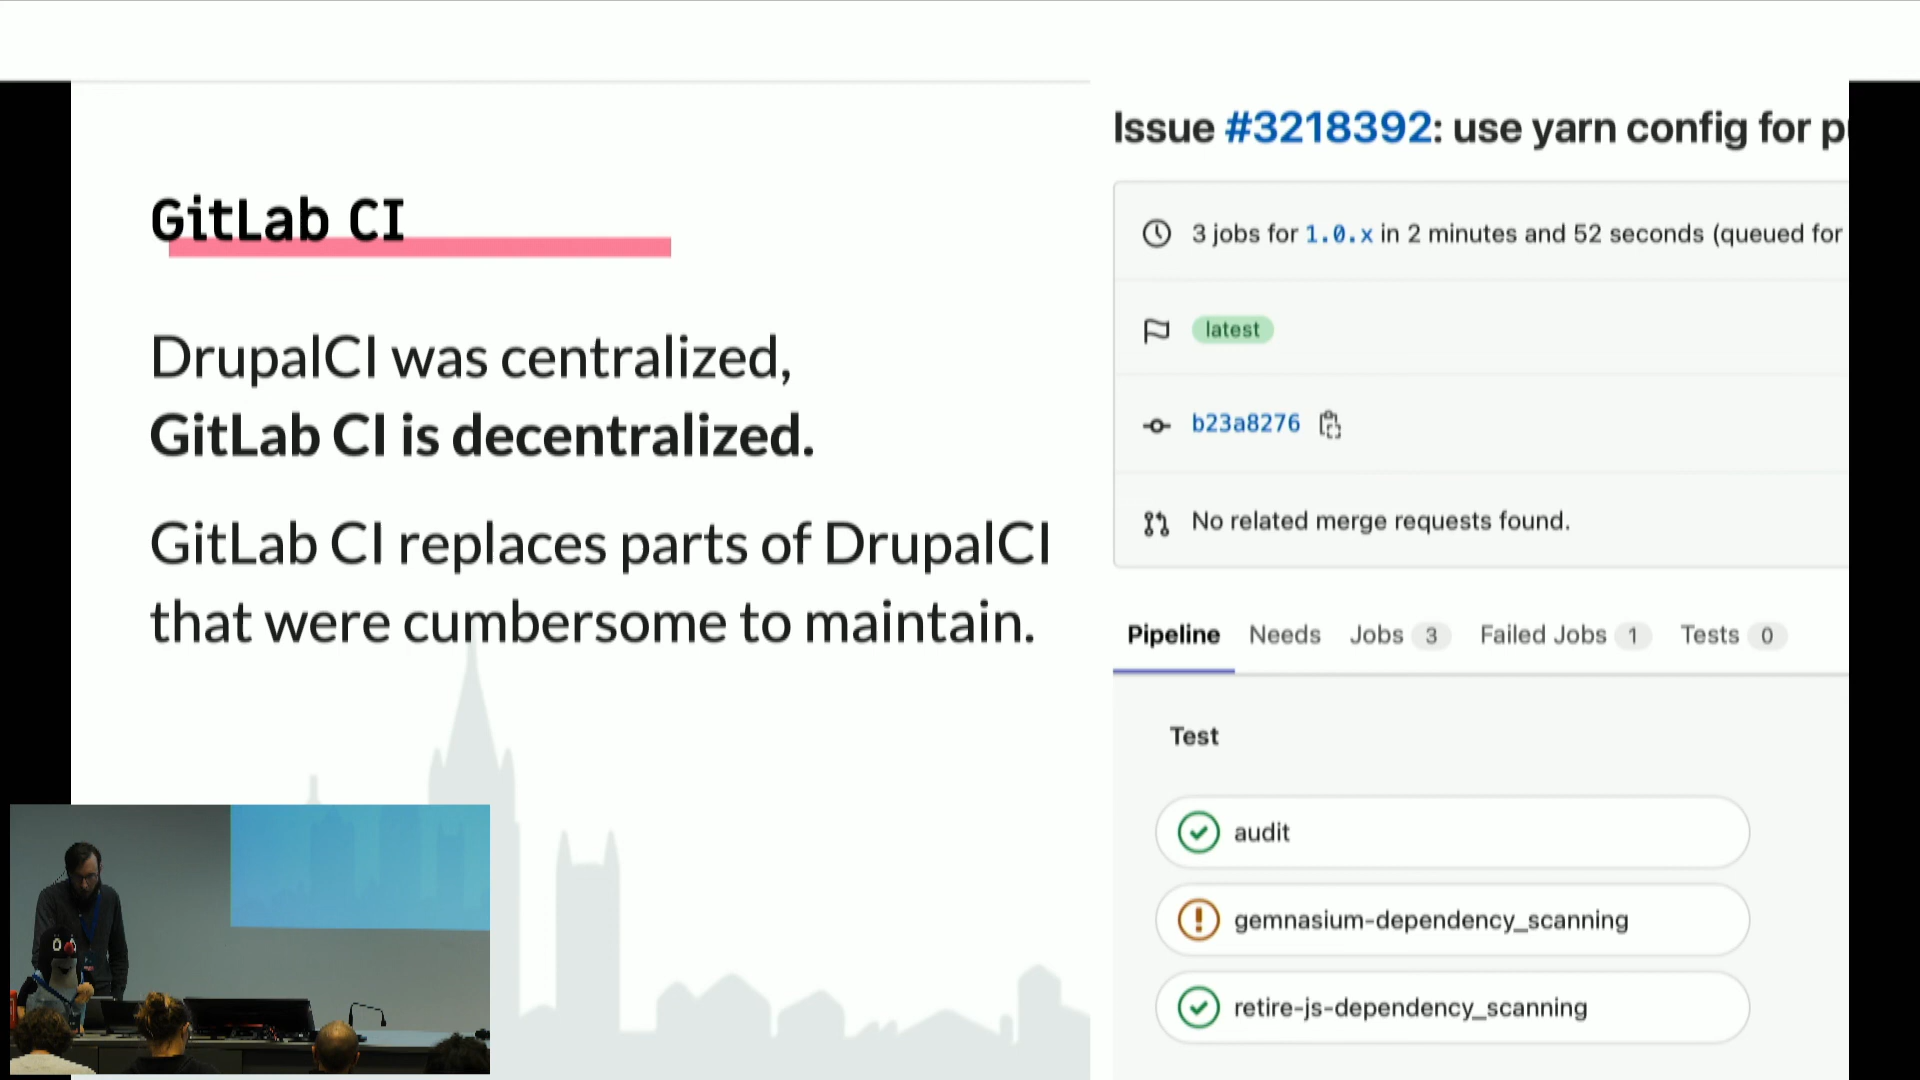 GitLab CI
DrupalCI was centralized,
GitLab CI is decentralized.
GitLab CI replaces parts of DrupalCI
that were cumbersome to maintain.
Issue #3218392: use yarn config for
3 jobs for 1.0.x in 2 minutes and 52 seconds (queued for
latest
b23a8276
No related merge requests found.
Pipeline Needs Jobs 3 Failed Jobs 1 Tests 0
Test
audit
gemnasium-dependency_scanning
retire-js-dependency_scanning